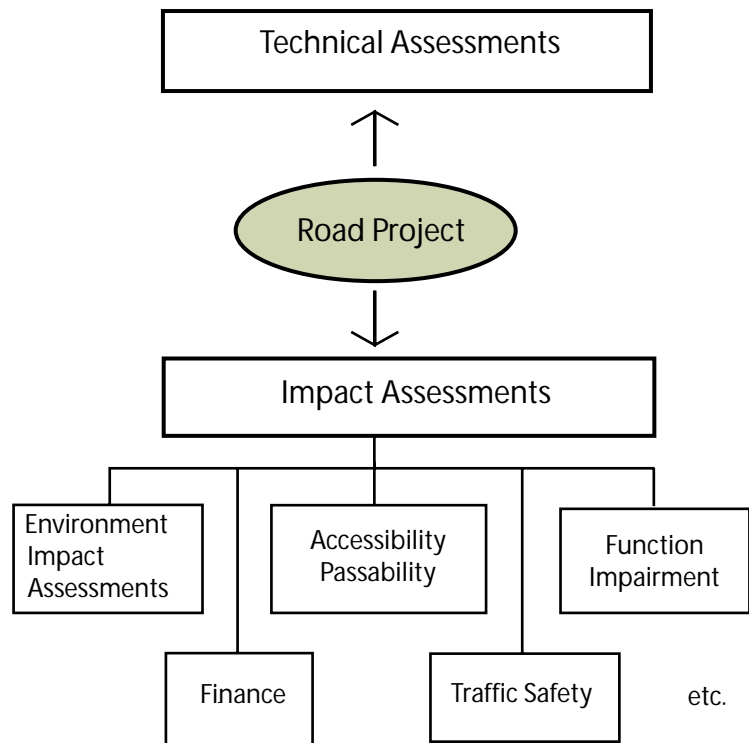 Technical Assessments
Road Project
Impact Assessments
Environment
Impact
Assessments
Accessibility
Passability
Function
Impairment
Finance
Traffic Safety
etc.